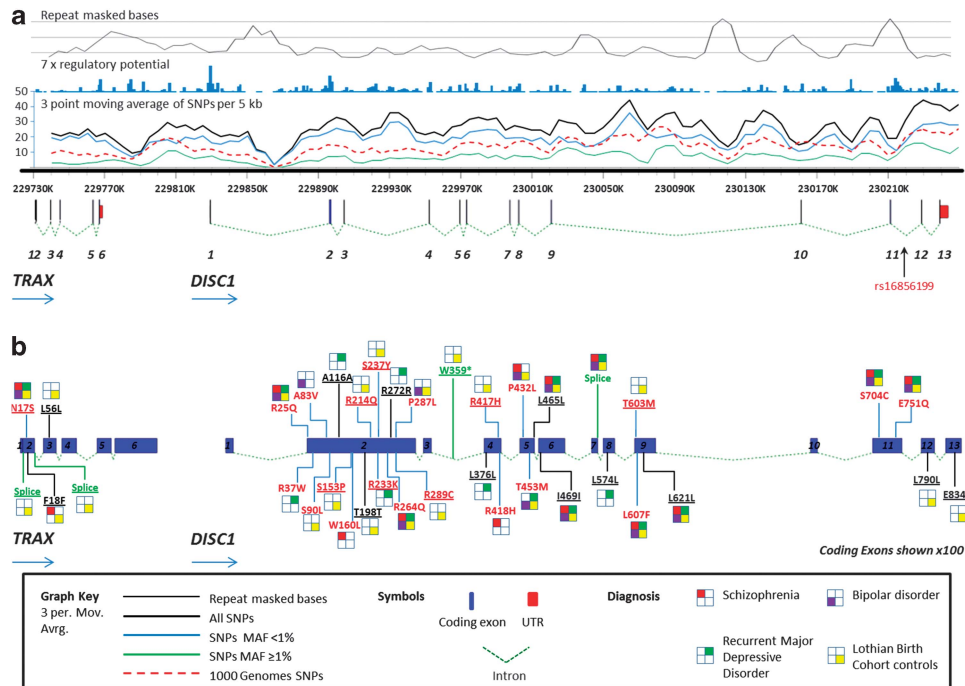 a
Repeat masked bases
7 x regulatory potential
3 point moving average of SNPs per 5 kb
50
40
30
20
10
229730K 229770K 229810K 229850K 229890K 229930K 229970K 230010K 230050K 230090K 230130K 230170K 230210K
12 3 4 5 6 1 2 3 4 5 6 7 8 9 10 11 12 13
TRAX DISC1
rs16856199
b
S237Y
A116A W359* Splice
A83V R272R P432L
N17S L56L R25Q R214Q P287L R417H L465L T603M S704C E751Q
1 2 3 4 5 6 1 2 3 4 5 6 7 8 9 10 11 12 13
Splice Splice R37W S153P R233K L376L T453M L574L L790L
F18F S90L T198T R264Q R289C R418H I469I L607F L621L E834
W160L
TRAX DISC1
Coding Exons shown x100
Graph Key
3 per. Mov.
Avrg.
Repeat masked bases
All SNPs
SNPs MAF <1%
SNPs MAF ≥1%
1000 Genomes SNPs
Symbols
Coding exon
UTR
Intron
Diagnosis
Schizophrenia
Bipolar disorder
Recurrent Major
Depressive
Disorder
Lothian Birth
Cohort controls